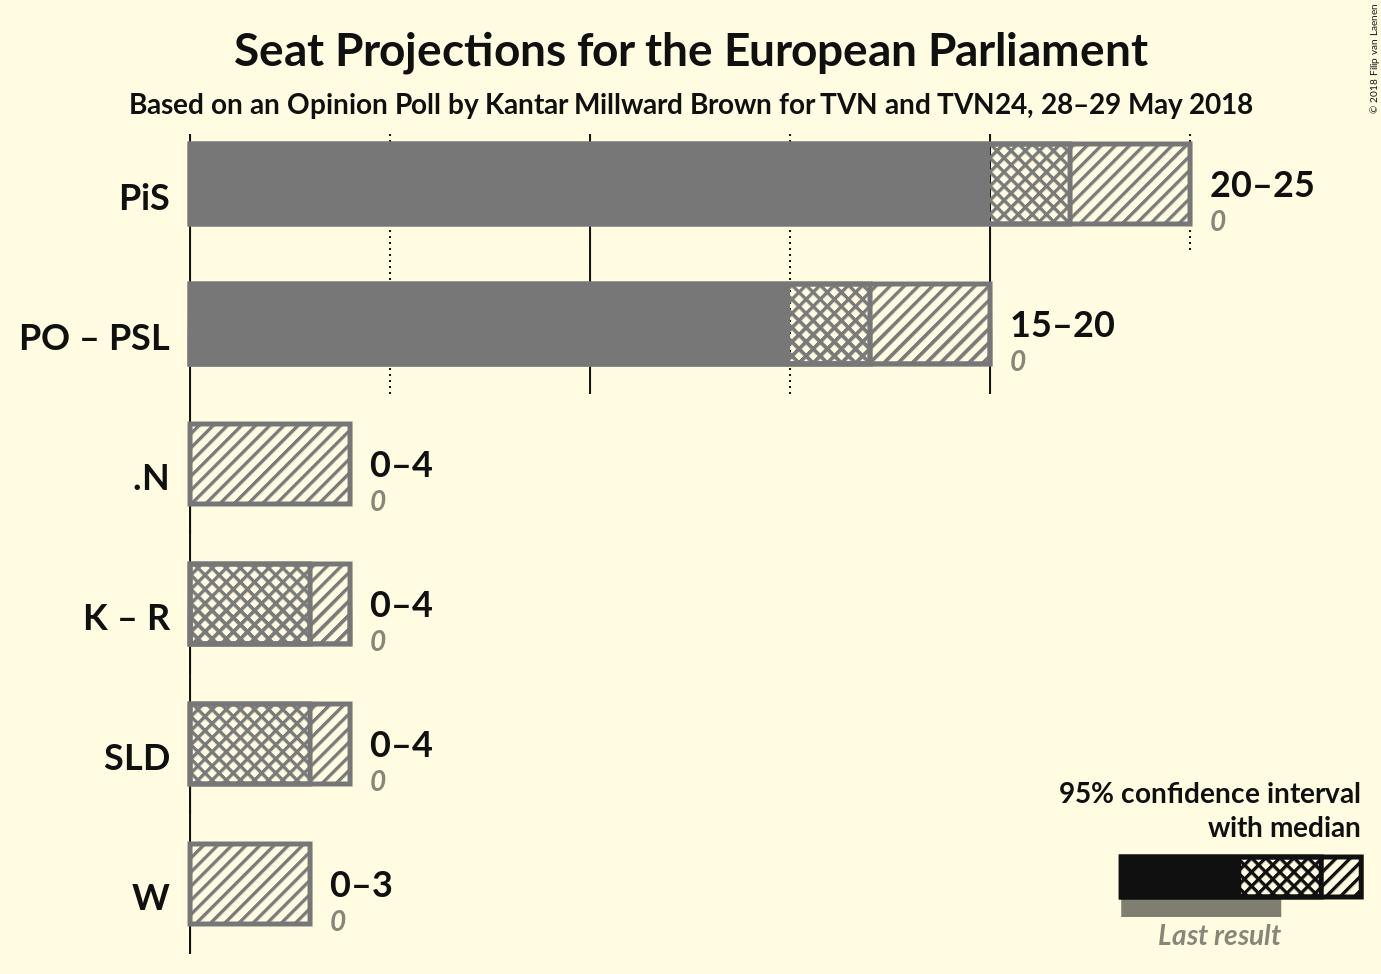 Seat Projections for the European Parliament
Based on an Opinion Poll by Kantar Millward Brown for TVN and TVN24, 28–29 May 2018
© 2018 Filip van Laenen
PiS
20–25
0
PO – PSL
15–20
0
.N
0–4
0
K – R
0–4
0
SLD
0–4
0
W
0–3
0
95% confidence interval
with median
Last result